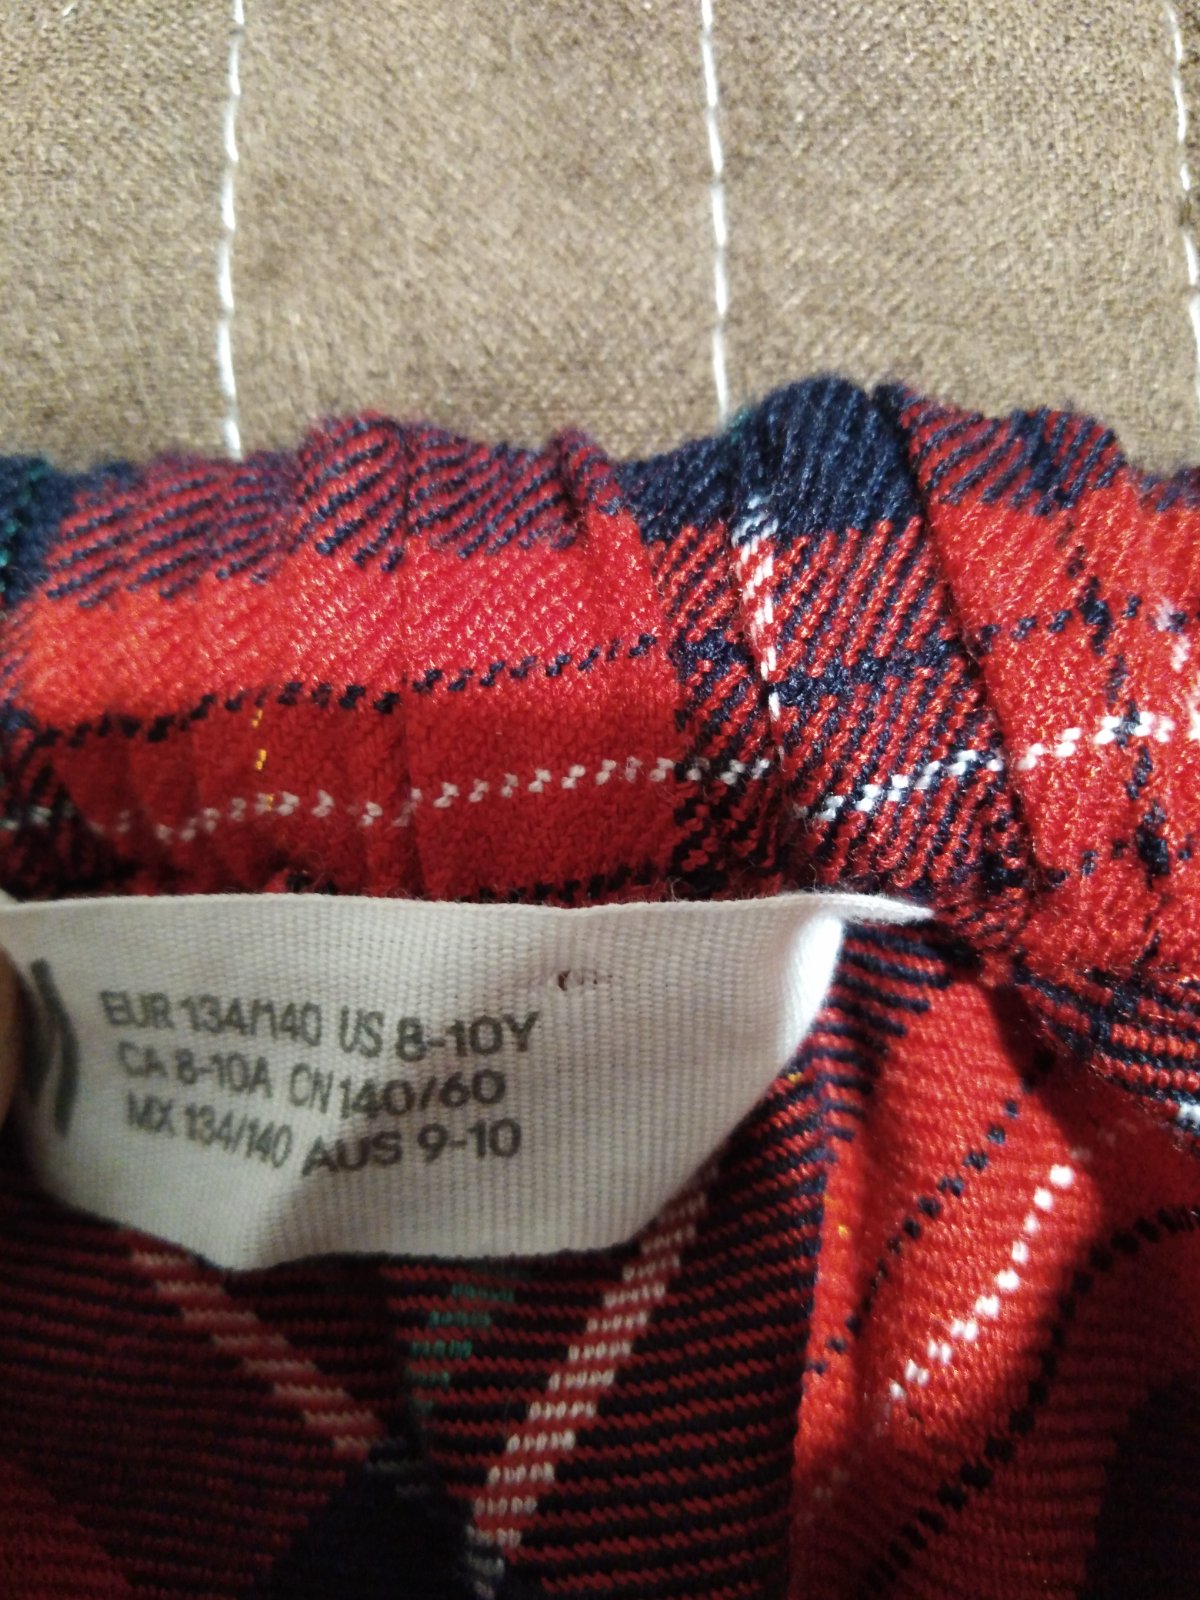 EUR 134/140 US 8-10Y
CA 8-10A CN 140/60
MX 134/140 AUS 9-10